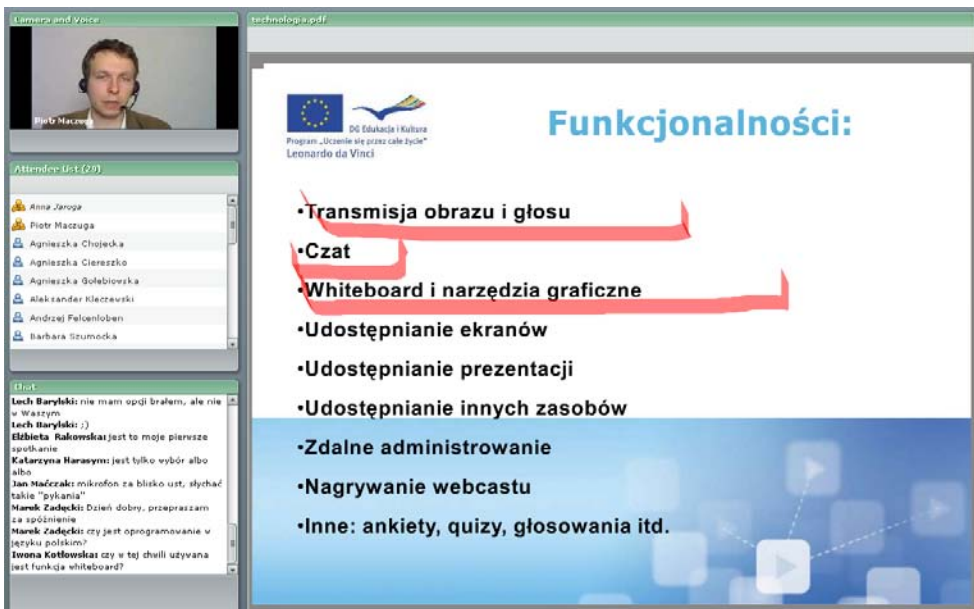 Camera and Voice
Piotr Maczuga
Attendee List (29)
Anna Jaroga
Piotr Maczuga
Agnieszka Chojecka
Agnieszka Ciereszko
Agnieszka Gołebiowska
Aleksander Kleczewski
Andrzej Felcenloben
Barbara Szumocka
Chat
Lech Barylski: nie mam opcji brałem, ale nie
w Waszym
Lech Barylski: ;)
Elżbieta Rakowska: jest to moje pierwsze
spotkanie
Katarzyna Harasym: jest tylko wybór albo
albo
Jan Mačczak: mikrofon za blisko ust, słychać
takie "pykania"
Marek Zadęcki: Dzień dobry, przepraszam
za spóźnienie
Marek Zadęcki: czy jest oprogramowanie w
języku polskim?
Iwona Kotłowska: czy w tej chwili używana
jest funkcja whiteboard?
technologia.pdf
DG Edukacja i Kultura
Program „Uczenie się przez całe życie”
Leonardo da Vinci
Funkcjonalności:
•Transmisja obrazu i głosu
•Czat
•Whiteboard i narzędzia graficzne
•Udostępnianie ekranów
•Udostępnianie prezentacji
•Udostępnianie innych zasobów
•Zdalne administrowanie
•Nagrywanie webcastu
•Inne: ankiety, quizy, głosowania itd.